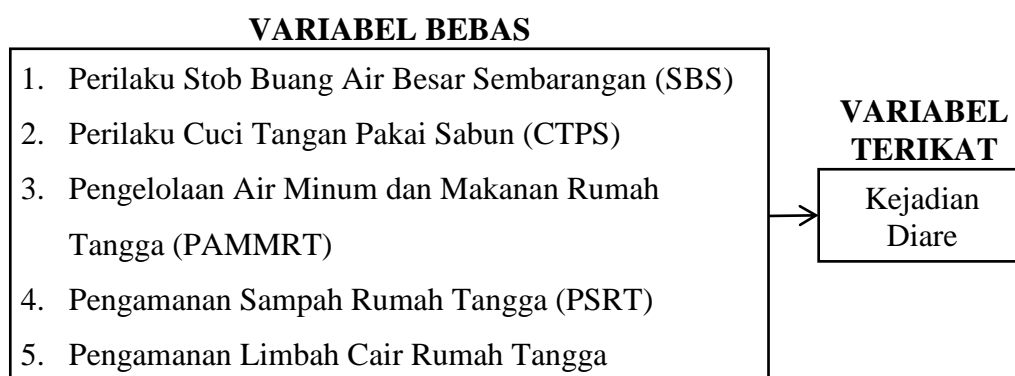 VARIABEL BEBAS
1. Perilaku Stob Buang Air Besar Sembarangan (SBS)
2. Perilaku Cuci Tangan Pakai Sabun (CTPS)
3. Pengelolaan Air Minum dan Makanan Rumah
Tangga (PAMMRT)
4. Pengamanan Sampah Rumah Tangga (PSRT)
5. Pengamanan Limbah Cair Rumah Tangga
VARIABEL
TERIKAT
Kejadian
Diare